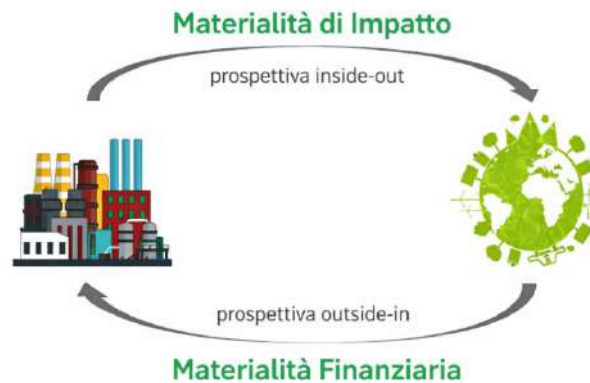 Materialità di Impatto
prospettiva inside-out
prospettiva outside-in
Materialità Finanziaria